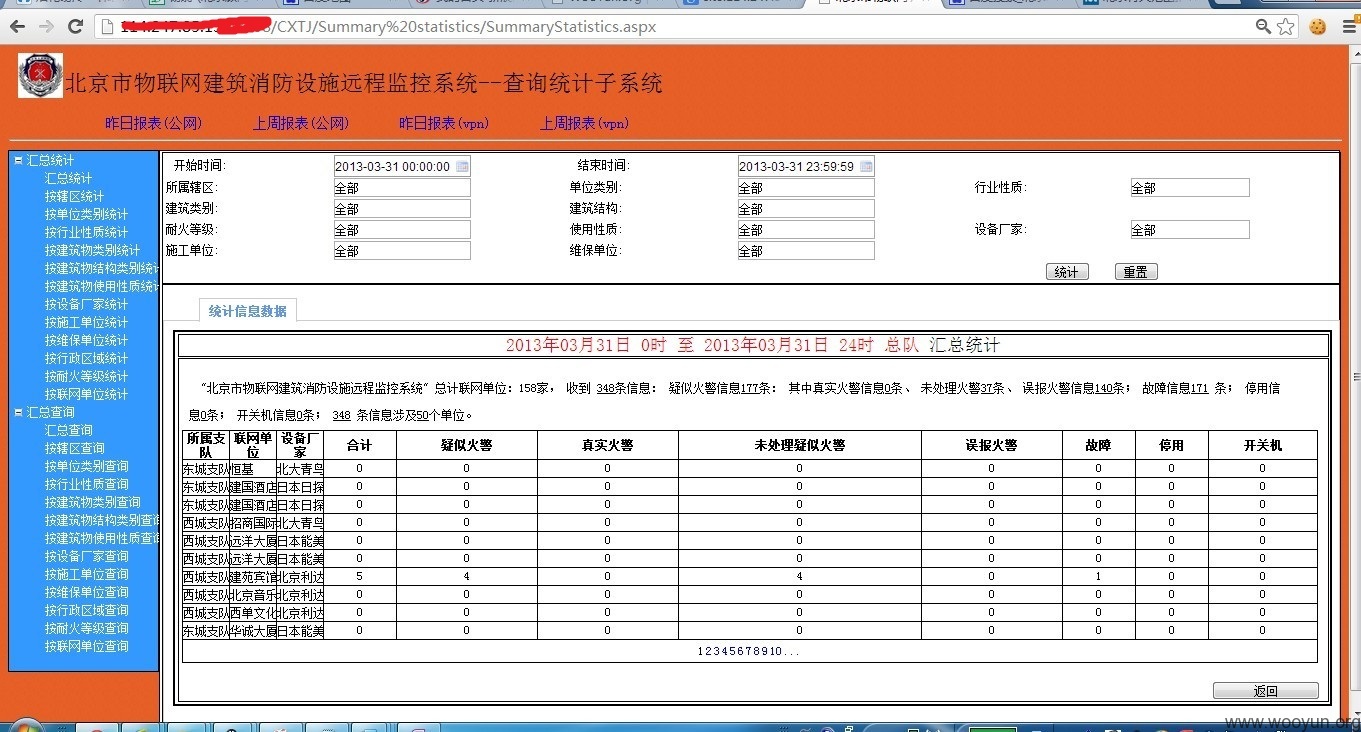 /CXTJ/Summary%20statistics/SummaryStatistics.aspx
北京市物联网建筑消防设施远程监控系统--查询统计子系统
昨日报表(公网) 上周报表(公网) 昨日报表(vpn) 上周报表(vpn)
汇总统计
汇总统计
按辖区统计
按单位类别统计
按行业性质统计
按建筑物类别统计
按建筑物结构类别统计
按建筑物使用性质统计
按设备厂家统计
按施工单位统计
按维保单位统计
按行政区域统计
按耐火等级统计
按联网单位统计
汇总查询
汇总查询
按辖区查询
按单位类别查询
按行业性质查询
按建筑物类别查询
按建筑物结构类别查询
按建筑物使用性质查询
按设备厂家查询
按施工单位查询
按维保单位查询
按行政区域查询
按耐火等级查询
按联网单位查询
开始时间: 2013-03-31 00:00:00 结束时间: 2013-03-31 23:59:59
所属辖区: 全部 单位类别: 全部 行业性质: 全部
建筑类别: 全部 建筑结构: 全部
耐火等级: 全部 使用性质: 全部 设备厂家: 全部
施工单位: 全部 维保单位: 全部
统计 重置
统计信息数据
2013年03月31日 0时 至 2013年03月31日 24时 总队 汇总统计
“北京市物联网建筑消防设施远程监控系统”总计联网单位：158家， 收到 348条信息： 疑似火警信息177条： 其中真实火警信息0条 、 未处理火警37条 、 误报火警信息140条； 故障信息171 条； 停用信
息0条； 开关机信息0条； 348 条信息涉及50个单位。
所属支队 联网单位 设备厂家 合计 疑似火警 真实火警 未处理疑似火警 误报火警 故障 停用 开关机
东城支队 恒基 北大青鸟 0 0 0 0 0 0 0 0
东城支队 建国酒店 日本日探 0 0 0 0 0 0 0 0
东城支队 建国酒店 日本日探 0 0 0 0 0 0 0 0
西城支队 招商国际 北大青鸟 0 0 0 0 0 0 0 0
西城支队 远洋大厦 日本能美 0 0 0 0 0 0 0 0
西城支队 远洋大厦 日本能美 0 0 0 0 0 0 0 0
西城支队 建苑宾馆 北京利达 5 4 0 4 0 1 0 0
西城支队 北京音乐 北京利达 0 0 0 0 0 0 0 0
西城支队 西单文化 北京利达 0 0 0 0 0 0 0 0
东城支队 华诚大厦 日本能美 0 0 0 0 0 0 0 0
12345678910...
返回
www.wooyun.org